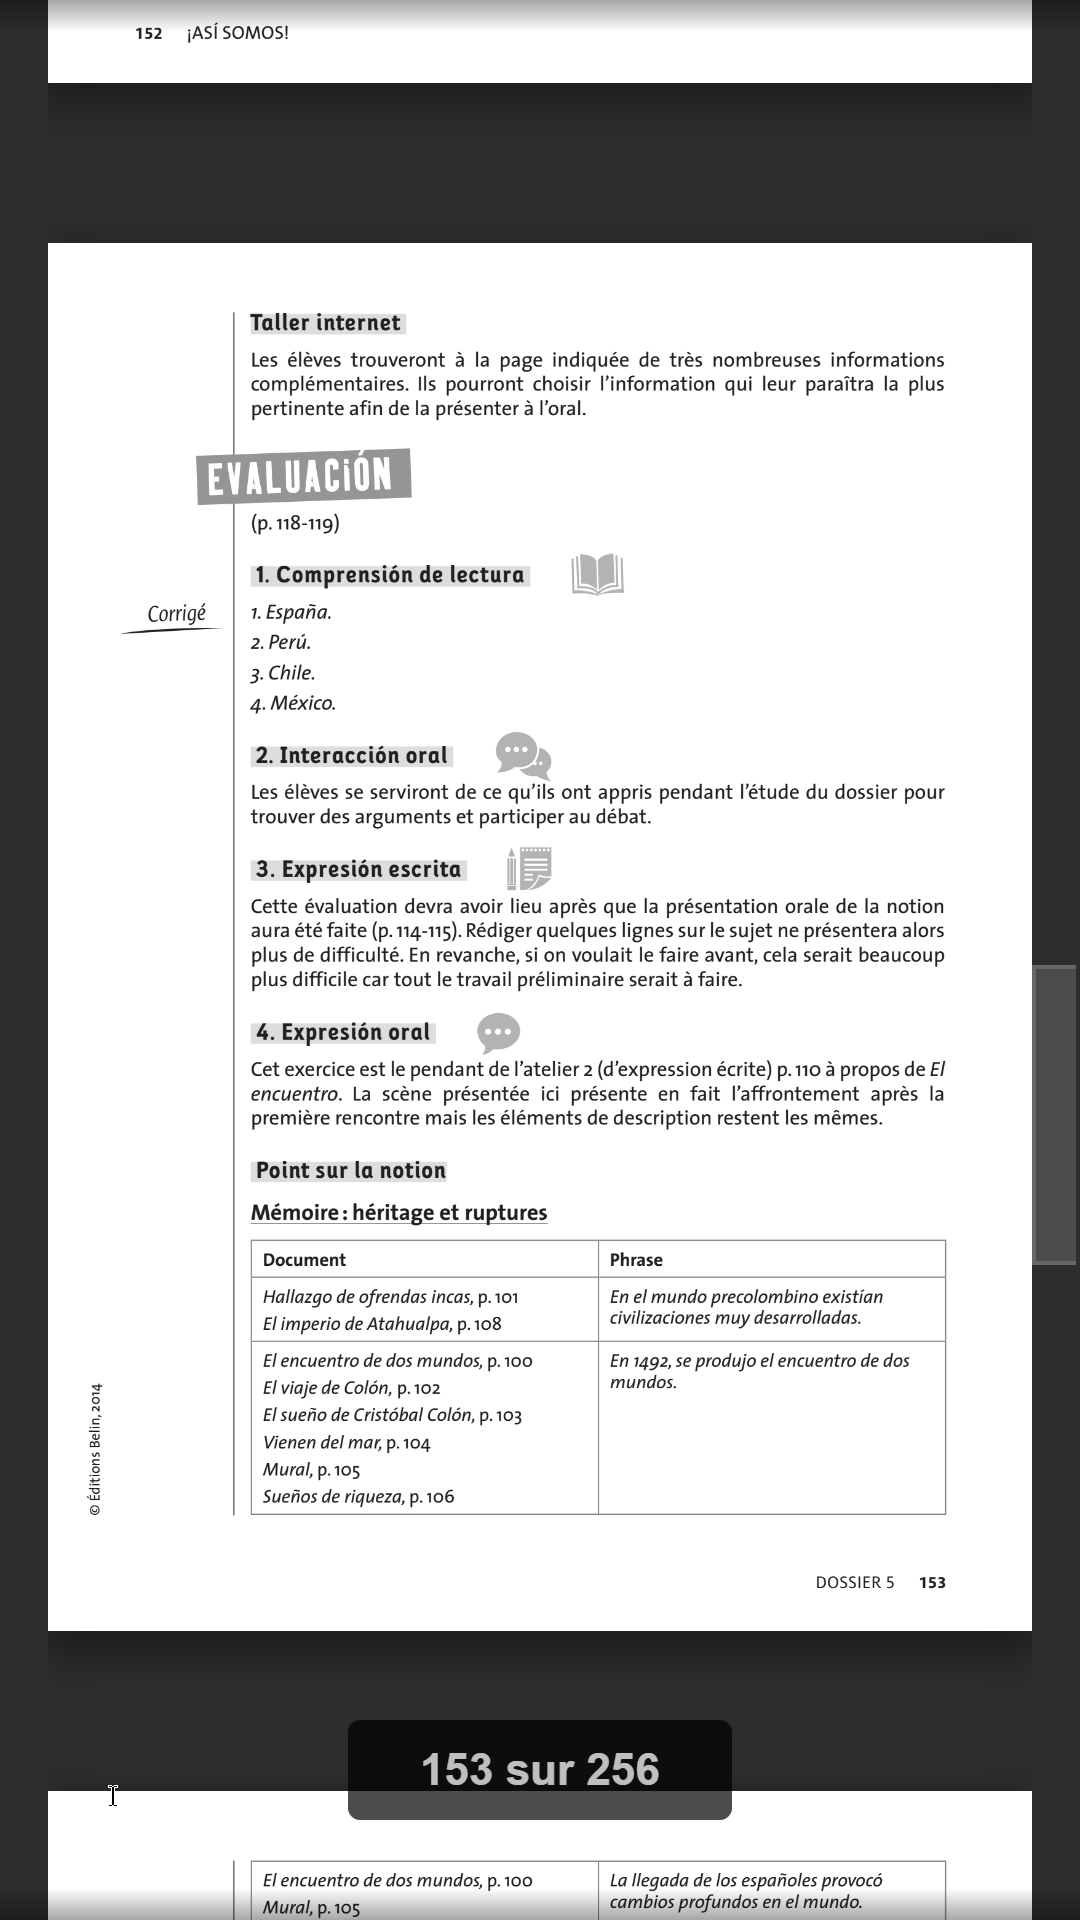 152 ¡ASÍ SOMOS!
Taller internet
Les élèves trouveront à la page indiquée de très nombreuses informations
complémentaires. Ils pourront choisir l’information qui leur paraîtra la plus
pertinente afin de la présenter à l’oral.
EVALUACiÓN
(p. 118-119)
1. Comprensión de lectura
Corrigé
1. España.
2. Perú.
3. Chile.
4. México.
2. Interacción oral
Les élèves se serviront de ce qu’ils ont appris pendant l’étude du dossier pour
trouver des arguments et participer au débat.
3. Expresión escrita
Cette évaluation devra avoir lieu après que la présentation orale de la notion
aura été faite (p. 114-115). Rédiger quelques lignes sur le sujet ne présentera alors
plus de difficulté. En revanche, si on voulait le faire avant, cela serait beaucoup
plus difficile car tout le travail préliminaire serait à faire.
4. Expresión oral
Cet exercice est le pendant de l’atelier 2 (d’expression écrite) p. 110 à propos de El
encuentro. La scène présentée ici présente en fait l’affrontement après la
première rencontre mais les éléments de description restent les mêmes.
Point sur la notion
Mémoire : héritage et ruptures
Document
Phrase
Hallazgo de ofrendas incas, p. 101
El imperio de Atahualpa, p. 108
En el mundo precolombino existían
civilizaciones muy desarrolladas.
El encuentro de dos mundos, p. 100
El viaje de Colón, p. 102
El sueño de Cristóbal Colón, p. 103
Vienen del mar, p. 104
Mural, p. 105
Sueños de riqueza, p. 106
En 1492, se produjo el encuentro de dos
mundos.
© Éditions Belin, 2014
DOSSIER 5 153
153 sur 256
El encuentro de dos mundos, p. 100
Mural, p. 105
La llegada de los españoles provocó
cambios profundos en el mundo.